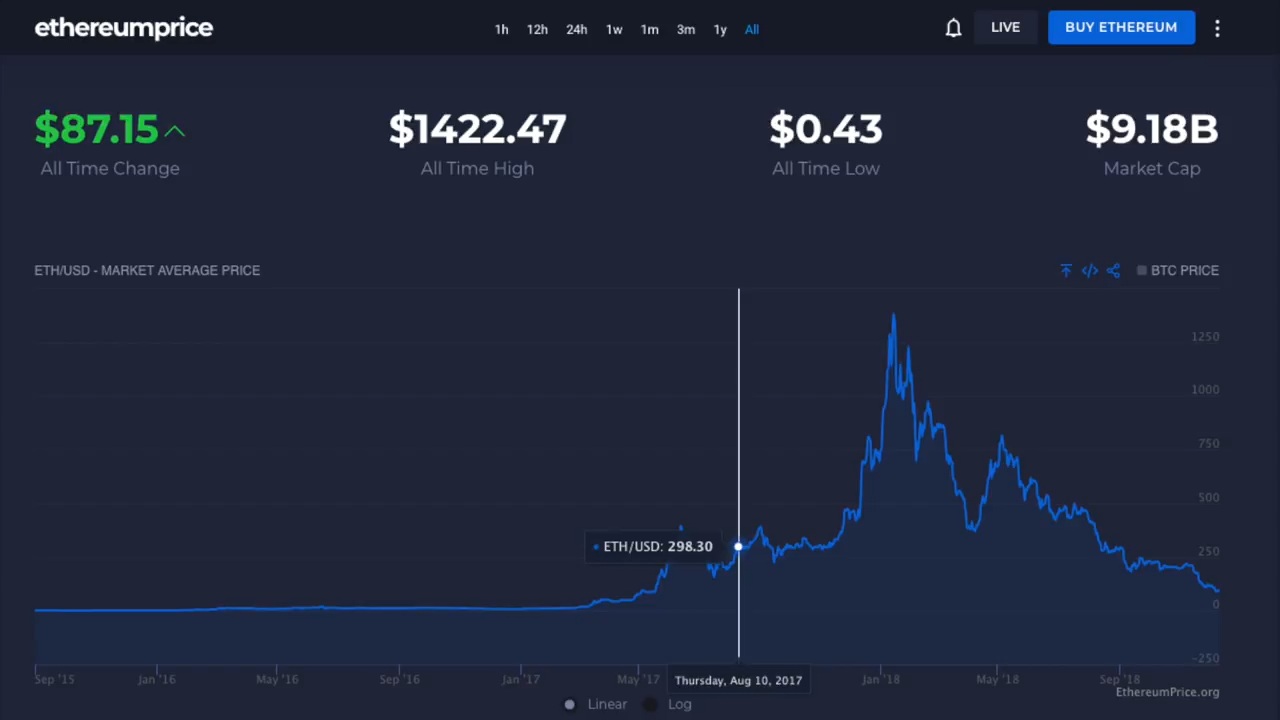 ethereumprice
1h 12h 24h 1w 1m 3m 1y All
LIVE
BUY ETHEREUM
$87.15
All Time Change
$1422.47
All Time High
$0.43
All Time Low
$9.18B
Market Cap
ETH/USD - MARKET AVERAGE PRICE
BTC PRICE
1250
1000
750
500
ETH/USD: 298.30
250
0
-250
Sep '15 Jan '16 May '16 Sep '16 Jan '17 May '17 Thursday, Aug 10, 2017 Jan '18 May '18 Sep '18
EthereumPrice.org
Linear Log